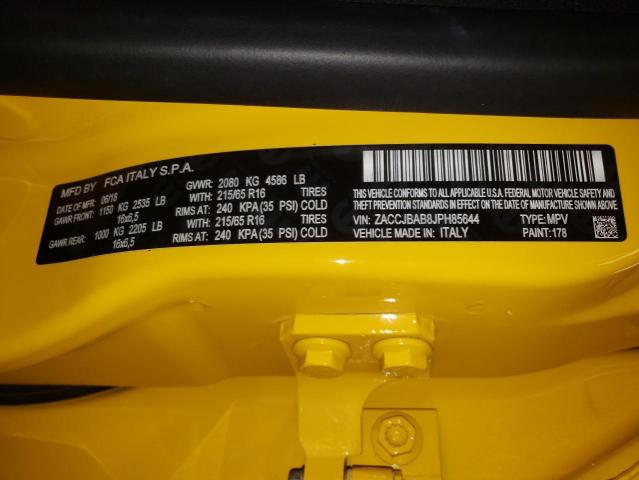 MFD BY FCA ITALY S.P.A.
DATE OF MFR: 06/18 GVWR: 2080 KG 4586 LB
GAWR FRONT: 1150 KG 2535 LB WITH: 215/65 R16 TIRES
16x6,5 RIMS AT: 240 KPA(35 PSI) COLD
GAWR REAR: 1000 KG 2205 LB WITH: 215/65 R16 TIRES
16x6,5 RIMS AT: 240 KPA(35 PSI) COLD
THIS VEHICLE CONFORMS TO ALL APPLICABLE U.S.A. FEDERAL MOTOR VEHICLE SAFETY AND
THEFT PREVENTION STANDARDS IN EFFECT ON THE DATE OF MANUFACTURE SHOWN ABOVE.
VIN: ZACCJBAB8JPH85644 TYPE: MPV
VEHICLE MADE IN: ITALY PAINT: 178